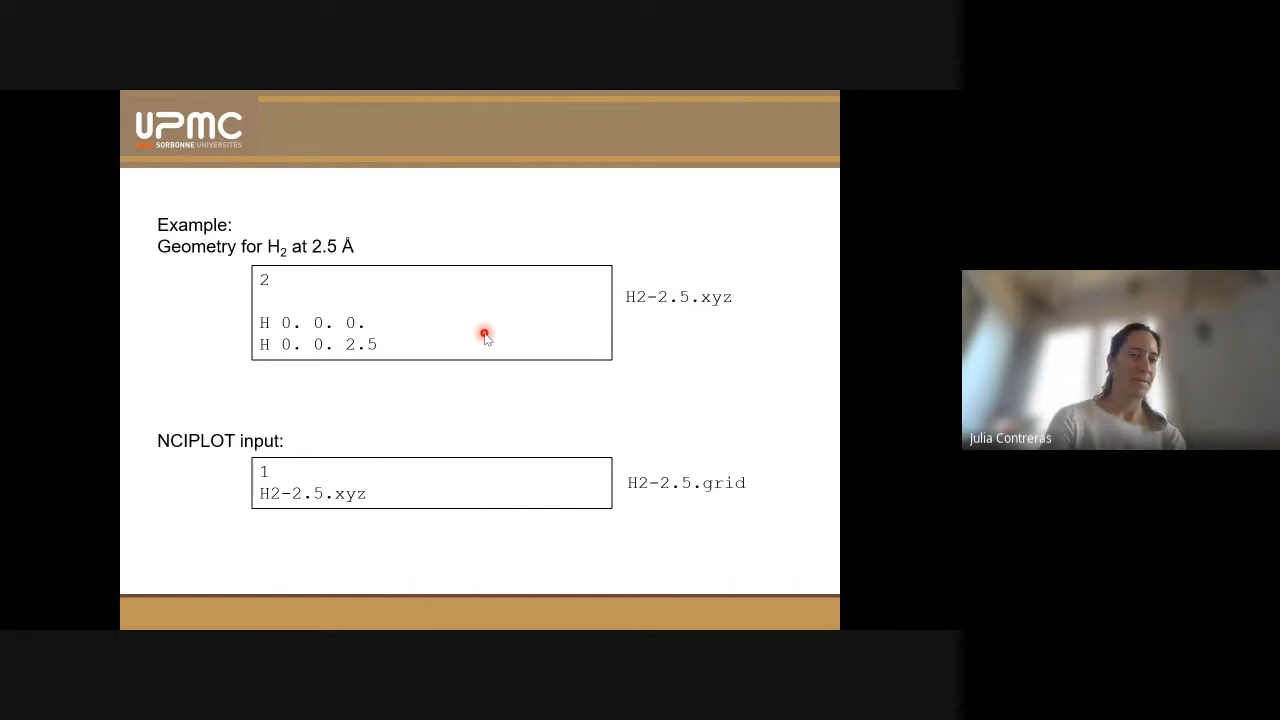 UPMC
SORBONNE UNIVERSITÉS
Example:
Geometry for H₂ at 2.5 Å
2
H 0. 0. 0.
H 0. 0. 2.5
H2-2.5.xyz
NCIPLOT input:
1
H2-2.5.xyz
H2-2.5.grid
Julia Contreras